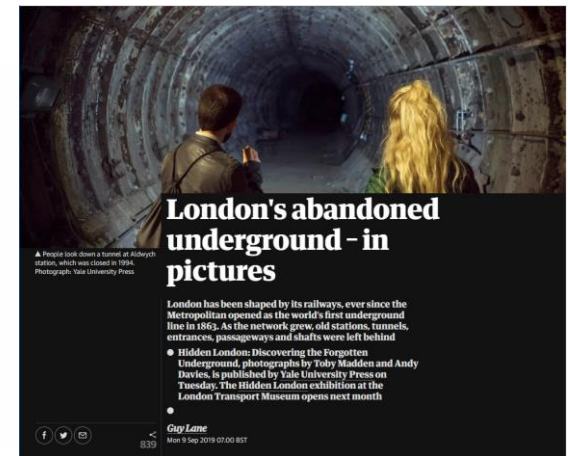 London's abandoned
underground – in
pictures
▲ People look down a tunnel at Aldwych
station, which was closed in 1994.
Photograph: Yale University Press
London has been shaped by its railways, ever since the
Metropolitan opened as the world's first underground
line in 1863. As the network grew, old stations, tunnels,
entrances, passageways and shafts were left behind
● Hidden London: Discovering the Forgotten
Underground, photographs by Toby Madden and Andy
Davies, is published by Yale University Press on
Tuesday. The Hidden London exhibition at the
London Transport Museum opens next month
●
839
Guy Lane
Mon 9 Sep 2019 07.00 BST